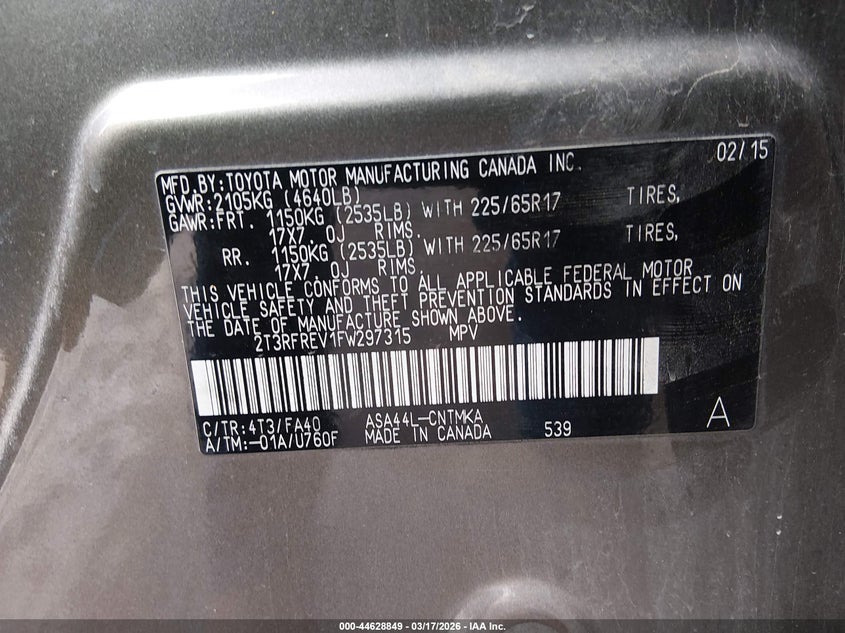 MFD.BY:TOYOTA MOTOR MANUFACTURING CANADA INC. 02/15
GVWR:2105KG (4640LB)
GAWR:FRT. 1150KG (2535LB) WITH 225/65R17 TIRES,
17X7.0J RIMS.
RR. 1150KG (2535LB) WITH 225/65R17 TIRES,
17X7.0J RIMS.
THIS VEHICLE CONFORMS TO ALL APPLICABLE FEDERAL MOTOR
VEHICLE SAFETY AND THEFT PREVENTION STANDARDS IN EFFECT ON
THE DATE OF MANUFACTURE SHOWN ABOVE.
2T3RFREV1FW297315 MPV
C/TR:4T3/FA40 ASA44L-CNTMKA
A/TM:-01A/U760F MADE IN CANADA 539 A
000-44628849 — 03/17/2026 — IAA Inc.